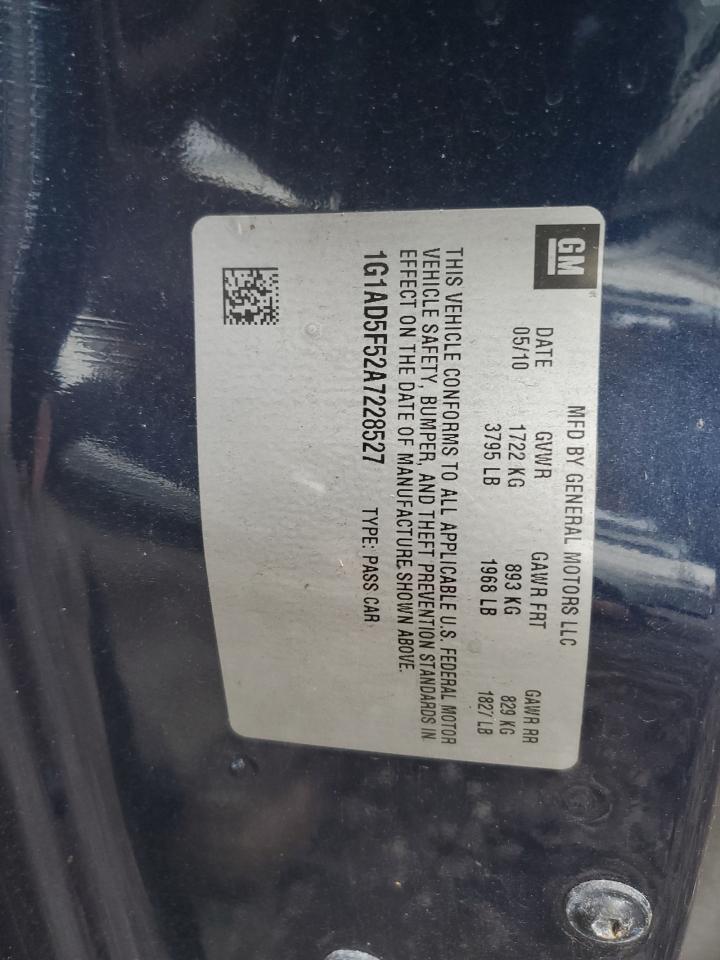 GM
MFD BY GENERAL MOTORS LLC
DATE GVWR GAWR FRT GAWR RR
05/10 1722 KG 893 KG 829 KG
3795 LB 1968 LB 1827 LB
THIS VEHICLE CONFORMS TO ALL APPLICABLE U.S. FEDERAL MOTOR
VEHICLE SAFETY, BUMPER, AND THEFT PREVENTION STANDARDS IN
EFFECT ON THE DATE OF MANUFACTURE SHOWN ABOVE.
1G1AD5F52A7228527 TYPE: PASS CAR